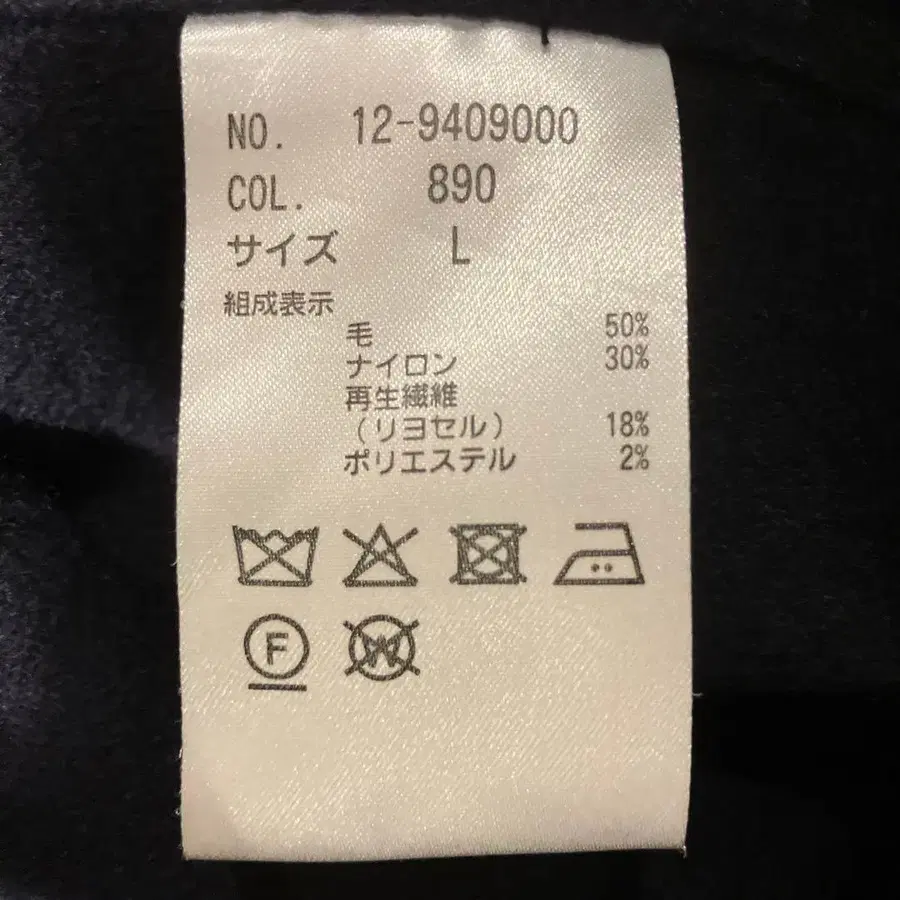 NO. 12-9409000
COL. 890
サイズ L
組成表示
毛 50%
ナイロン 30%
再生繊維
(リヨセル) 18%
ポリエステル 2%
F W